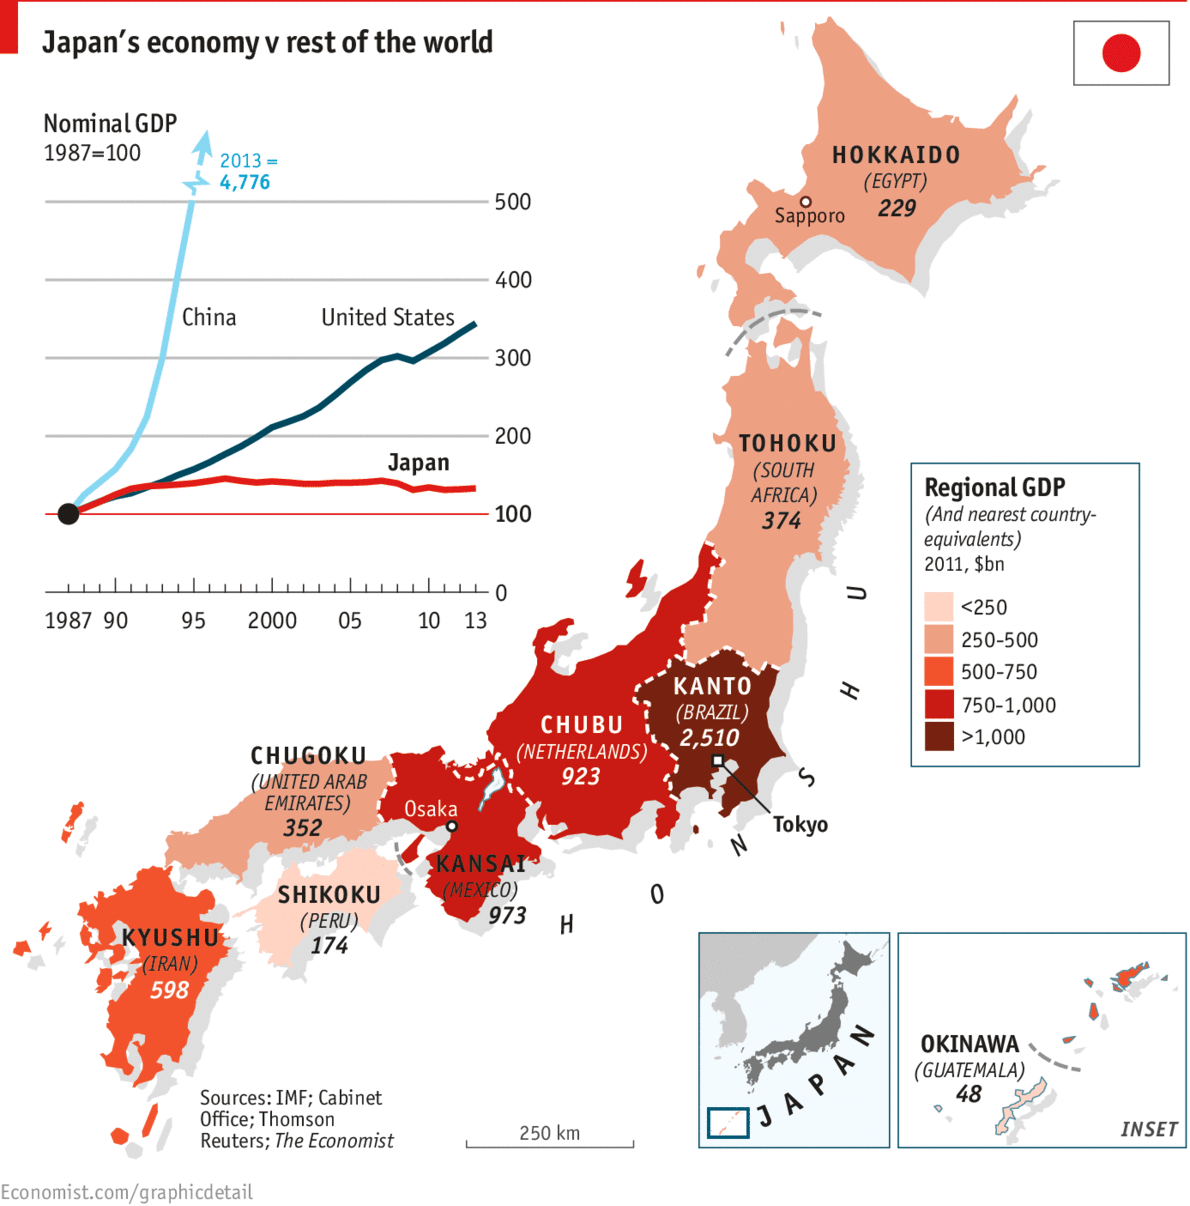 Japan's economy v rest of the world
Nominal GDP
1987=100
2013 =
4,776
500
400
300
200
100
0
China
United States
Japan
1987 90 95 2000 05 10 13
HOKKAIDO
(EGYPT)
229
Sapporo
TOHOKU
(SOUTH
AFRICA)
374
Regional GDP
(And nearest country-
equivalents)
2011, $bn
<250
250-500
500-750
750-1,000
>1,000
KANTO
(BRAZIL)
2,510
Tokyo
CHUBU
(NETHERLANDS)
923
CHUGOKU
(UNITED ARAB
EMIRATES)
352
Osaka
KANSAI
(MEXICO)
973
SHIKOKU
(PERU)
174
KYUSHU
(IRAN)
598
HONSHU
JAPAN
OKINAWA
(GUATEMALA)
48
INSET
Sources: IMF; Cabinet
Office; Thomson
Reuters; The Economist
250 km
Economist.com/graphicdetail